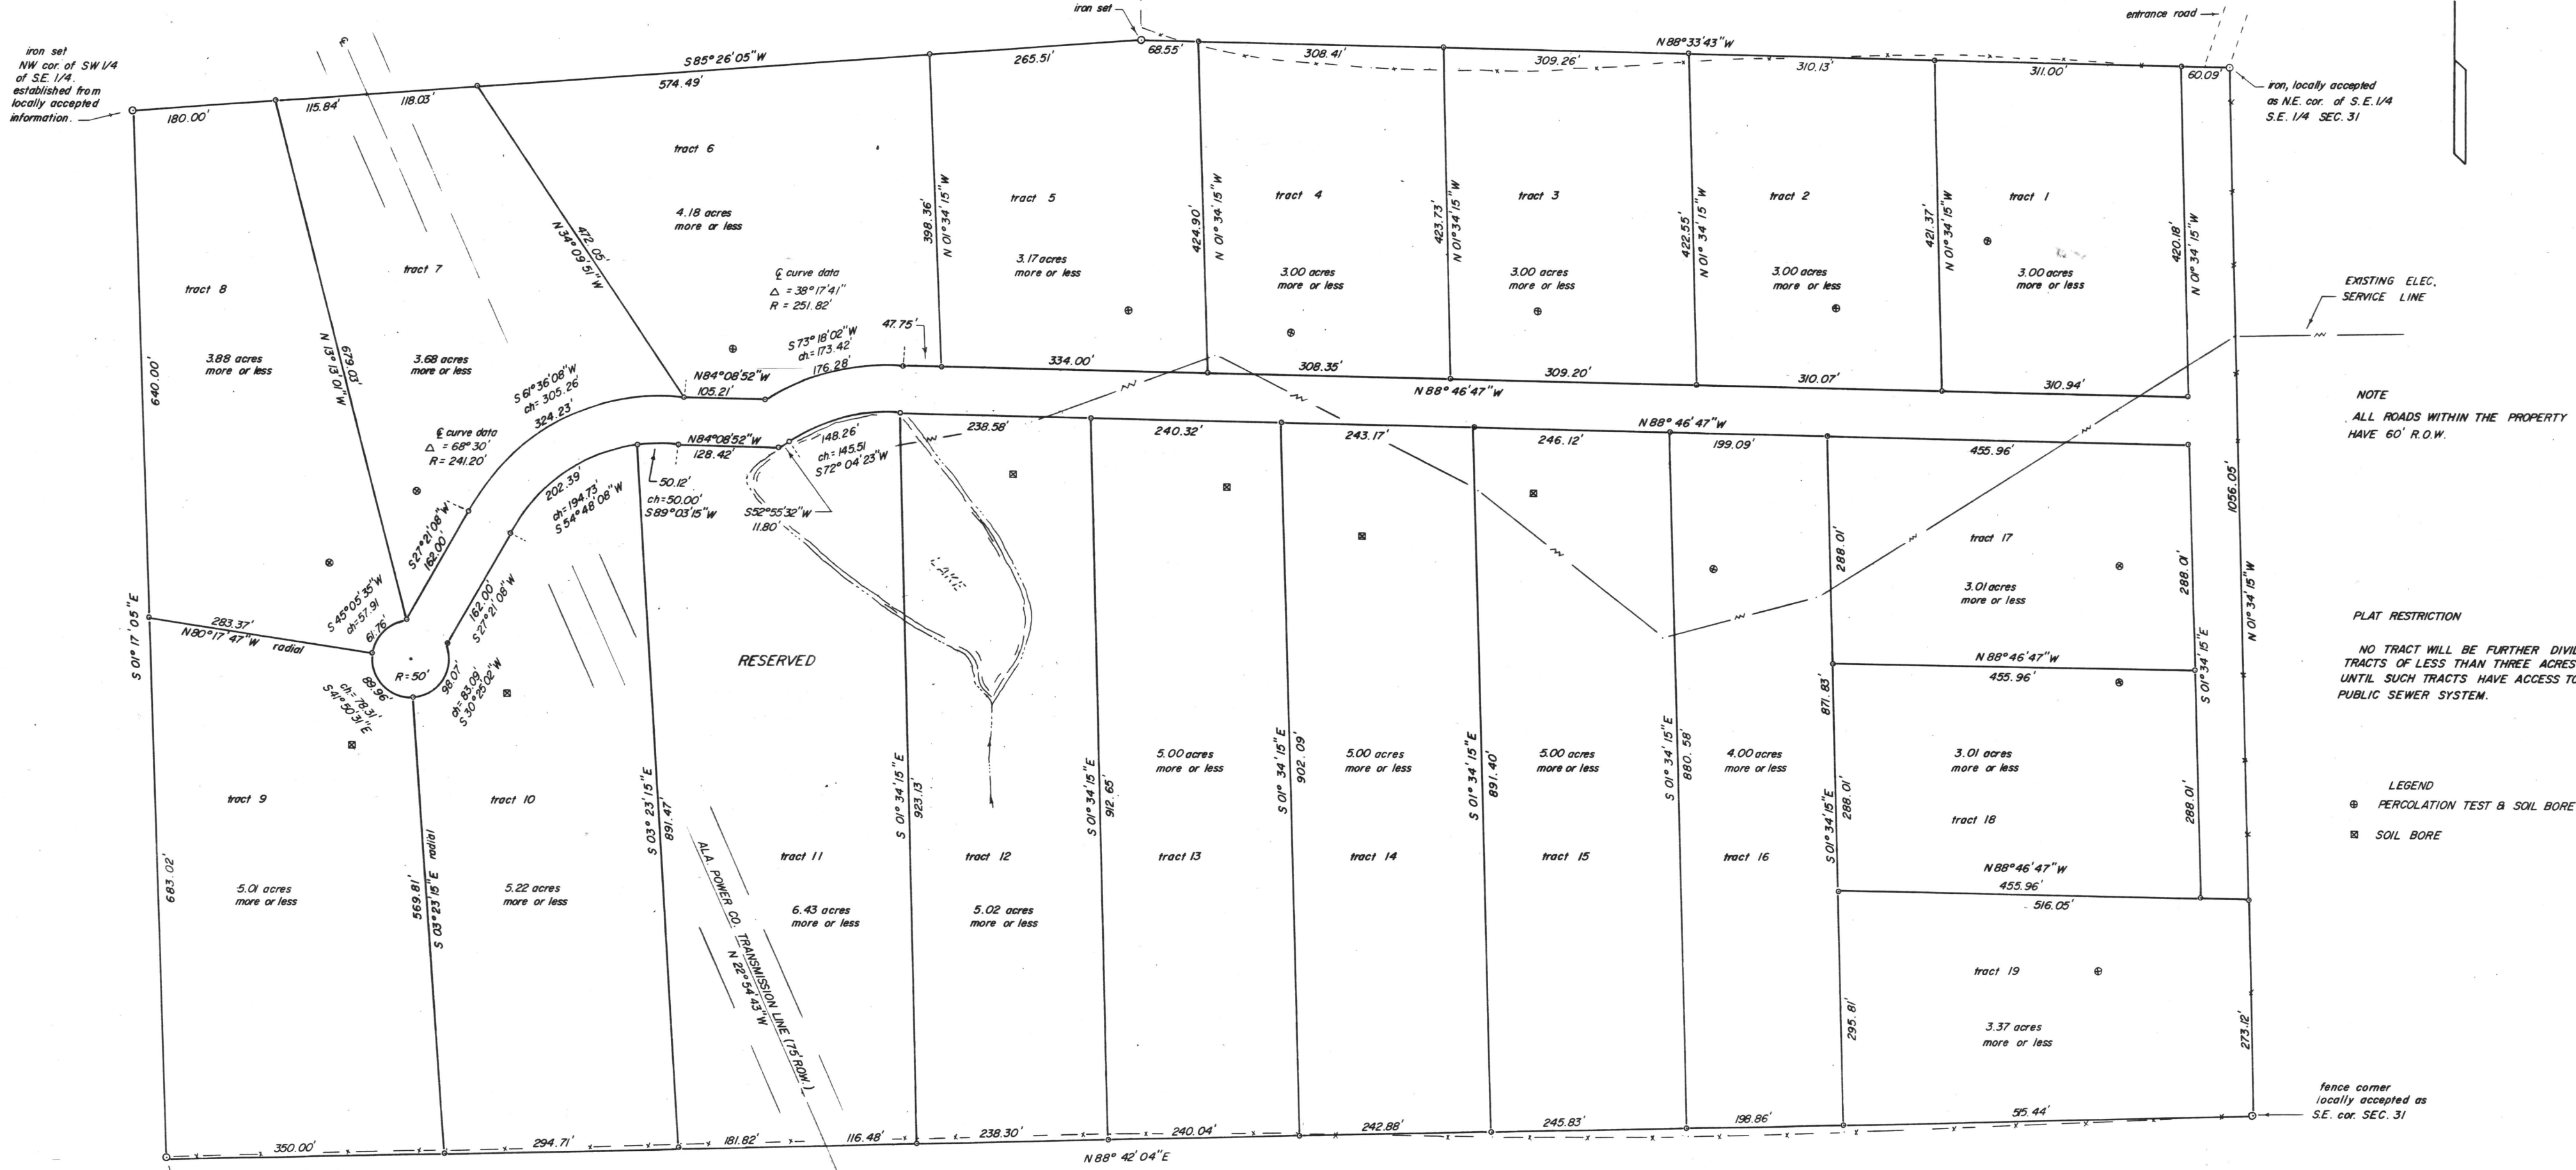 iron set
NW cor. of SW 1/4
of S.E. 1/4.
established from
locally accepted
information.
iron set
entrance road
iron, locally accepted
as N.E. cor. of S.E. 1/4
S.E. 1/4 SEC. 31
℄
180.00'
115.84'
118.03'
S 85° 26' 05" W
574.49'
265.51'
68.55'
308.41'
309.26'
N 88° 33' 43" W
310.13'
311.00'
60.09'
tract 8
3.88 acres
more or less
640.00'
679.03'
N 13° 13' 01" W
tract 7
3.68 acres
more or less
472.05'
N 34° 09' 51" W
tract 6
4.18 acres
more or less
398.36'
N 01° 34' 15" W
tract 5
3.17 acres
more or less
424.90'
N 01° 34' 15" W
tract 4
3.00 acres
more or less
423.73'
N 01° 34' 15" W
tract 3
3.00 acres
more or less
422.55'
N 01° 34' 15" W
tract 2
3.00 acres
more or less
421.37'
N 01° 34' 15" W
tract 1
3.00 acres
more or less
420.18'
N 01° 34' 15" W
EXISTING ELEC,
SERVICE LINE
℄ curve data
△ = 38° 17' 41"
R = 251.82'
47.75'
S 73° 18' 02" W
ch.= 173.42'
176.28'
N 84° 08' 52" W
105.21'
S 61° 36' 08" W
ch.= 305.26'
324.23'
℄ curve data
△ = 68° 30'
R = 241.20'
334.00'
308.35'
N 88° 46' 47" W
309.20'
310.07'
310.94'
238.58'
240.32'
243.17'
246.12'
N 88° 46' 47" W
199.09'
455.96'
N 84° 08' 52" W
128.42'
148.26'
ch.= 145.51
S 72° 04' 23" W
50.12'
ch=50.00'
S 89° 03' 15" W
S 52° 55' 32" W
11.80'
202.39'
ch= 194.73'
S 54° 48' 08" W
S 27° 21' 08" W
162.00'
162.00'
S 27° 21' 08" W
S 45° 05' 35" W
ch=57.91
61.76'
R = 50'
98.07'
ch.= 83.09'
S 30° 25' 02" W
89.96'
ch.= 78.31'
S 41° 50' 31" E
283.37'
N 80° 17' 47" W radial
S 01° 17' 05" E
683.02'
tract 9
5.01 acres
more or less
569.81'
S 03° 23' 15" E radial
tract 10
5.22 acres
more or less
S 03° 23' 15" E
891.47'
RESERVED
LAKE
ALA. POWER CO. TRANSMISSION LINE (75' ROW.)
N 22° 54' 43" W
tract 11
6.43 acres
more or less
S 01° 34' 15" E
923.13'
tract 12
5.02 acres
more or less
S 01° 34' 15" E
912.65'
5.00 acres
more or less
tract 13
S 01° 34' 15" E
902.09'
5.00 acres
more or less
tract 14
S 01° 34' 15" E
891.40'
5.00 acres
more or less
tract 15
S 01° 34' 15" E
880.58'
4.00 acres
more or less
tract 16
288.01'
871.83'
288.01'
S 01° 34' 15" E
295.81'
tract 17
3.01 acres
more or less
288.01'
N 88° 46' 47" W
455.96'
S 01° 34' 15" E
3.01 acres
more or less
tract 18
288.01'
N 88° 46' 47" W
455.96'
516.05'
tract 19
3.37 acres
more or less
1056.05'
N 01° 34' 15" W
273.12'
350.00'
294.71'
181.82'
116.48'
238.30'
240.04'
242.88'
245.83'
198.86'
515.44'
N 88° 42' 04" E
NOTE
ALL ROADS WITHIN THE PROPERTY
HAVE 60' R.O.W.
PLAT RESTRICTION
NO TRACT WILL BE FURTHER DIVI
TRACTS OF LESS THAN THREE ACRES
UNTIL SUCH TRACTS HAVE ACCESS TO
PUBLIC SEWER SYSTEM.
LEGEND
⊕ PERCOLATION TEST & SOIL BORE
⊠ SOIL BORE
fence corner
locally accepted as
S.E. cor. SEC. 31